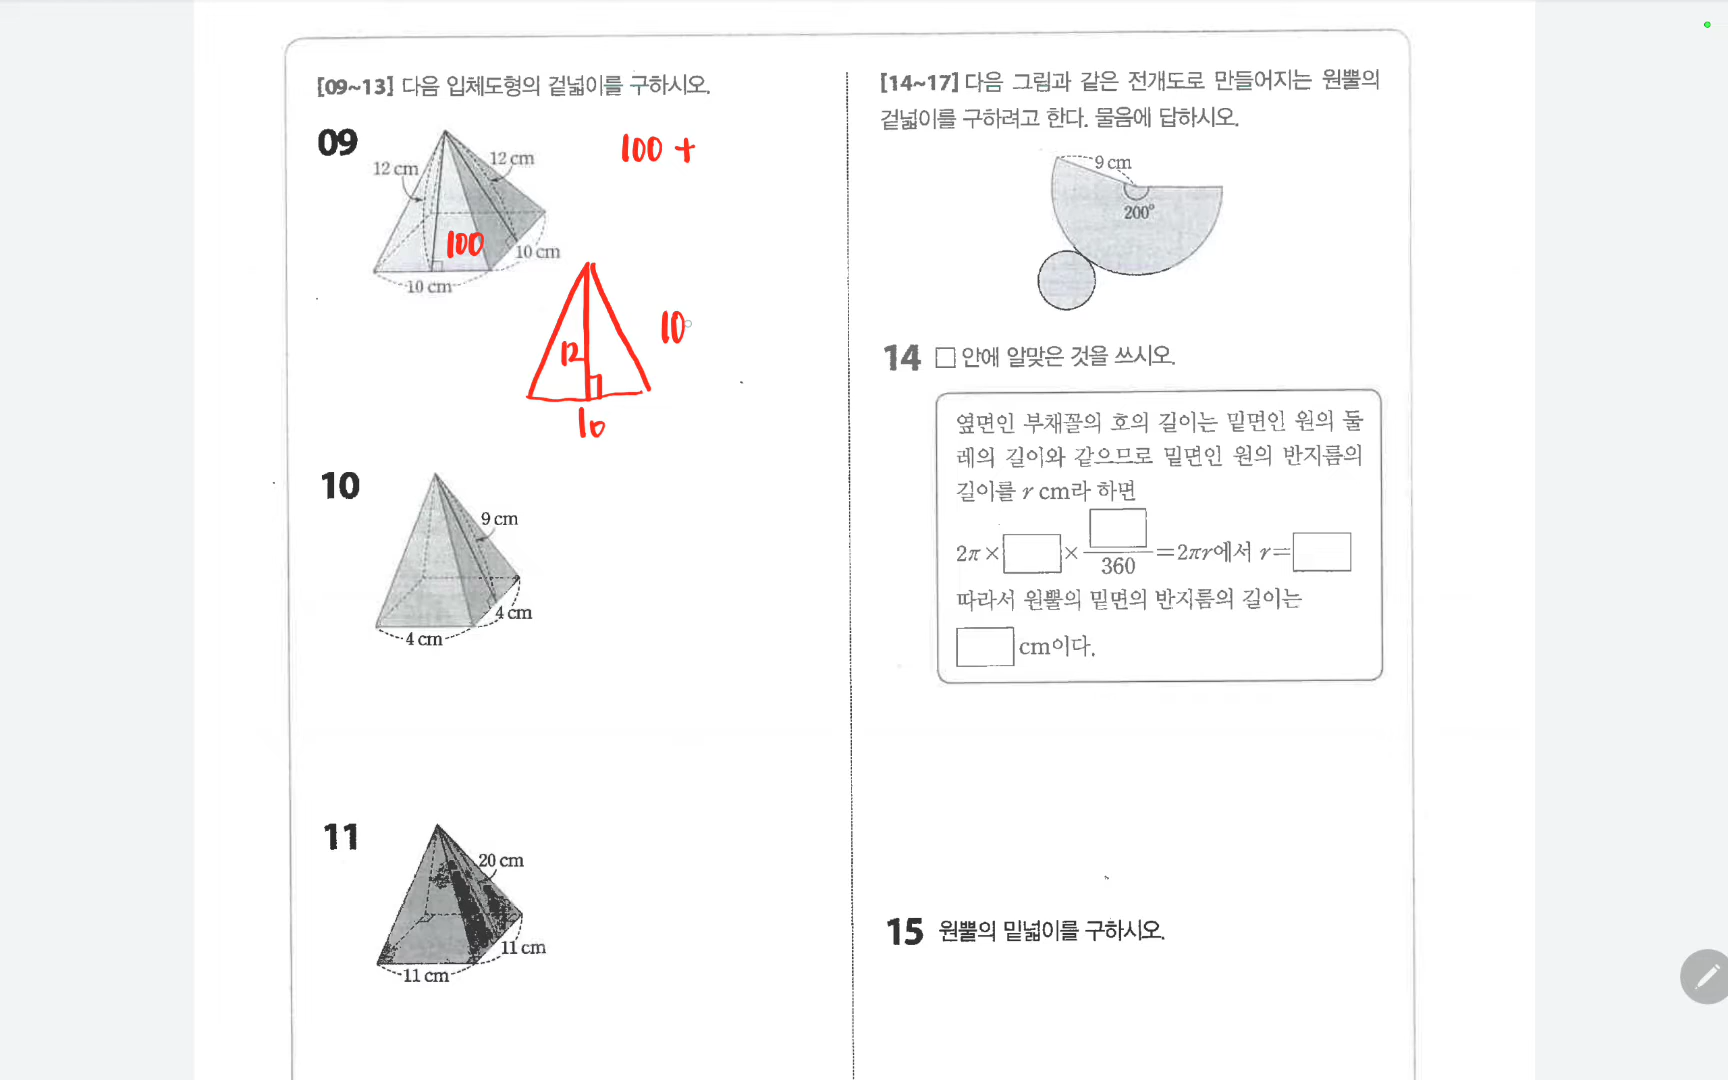 [09~13] 다음 입체도형의 겉넓이를 구하시오.
09
12 cm
12 cm
100 +
100
10 cm
10 cm
12
10
10
10
9 cm
4 cm
4 cm
11
20 cm
11 cm
11 cm
[14~17] 다음 그림과 같은 전개도로 만들어지는 원뿔의
겉넓이를 구하려고 한다. 물음에 답하시오.
9 cm
200°
14 □ 안에 알맞은 것을 쓰시오.
옆면인 부채꼴의 호의 길이는 밑면인 원의 둘
레의 길이와 같으므로 밑면인 원의 반지름의
길이를 r cm라 하면
2π × □ × □/360 = 2πr에서 r = □
따라서 원뿔의 밑면의 반지름의 길이는
□ cm이다.
15 원뿔의 밑넓이를 구하시오.